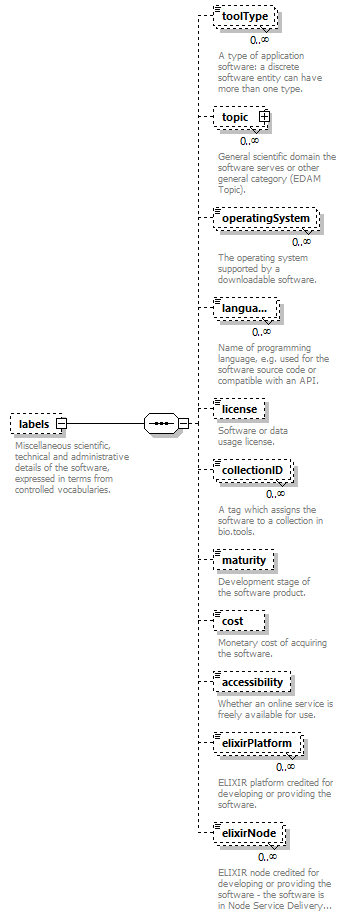 toolType
0..∞
A type of application
software: a discrete
software entity can have
more than one type.
topic
0..∞
General scientific domain the
software serves or other
general category (EDAM
Topic).
operatingSystem
0..∞
The operating system
supported by a
downloadable software.
langua...
0..∞
Name of programming
language, e.g. used for the
software source code or
compatible with an API.
license
Software or data
usage license.
labels
Miscellaneous scientific,
technical and administrative
details of the software,
expressed in terms from
controlled vocabularies.
collectionID
0..∞
A tag which assigns the
software to a collection in
bio.tools.
maturity
Development stage of
the software product.
cost
Monetary cost of acquiring
the software.
accessibility
Whether an online service is
freely available for use.
elixirPlatform
0..∞
ELIXIR platform credited for
developing or providing the
software.
elixirNode
0..∞
ELIXIR node credited for
developing or providing the
software - the software is
in Node Service Delivery...